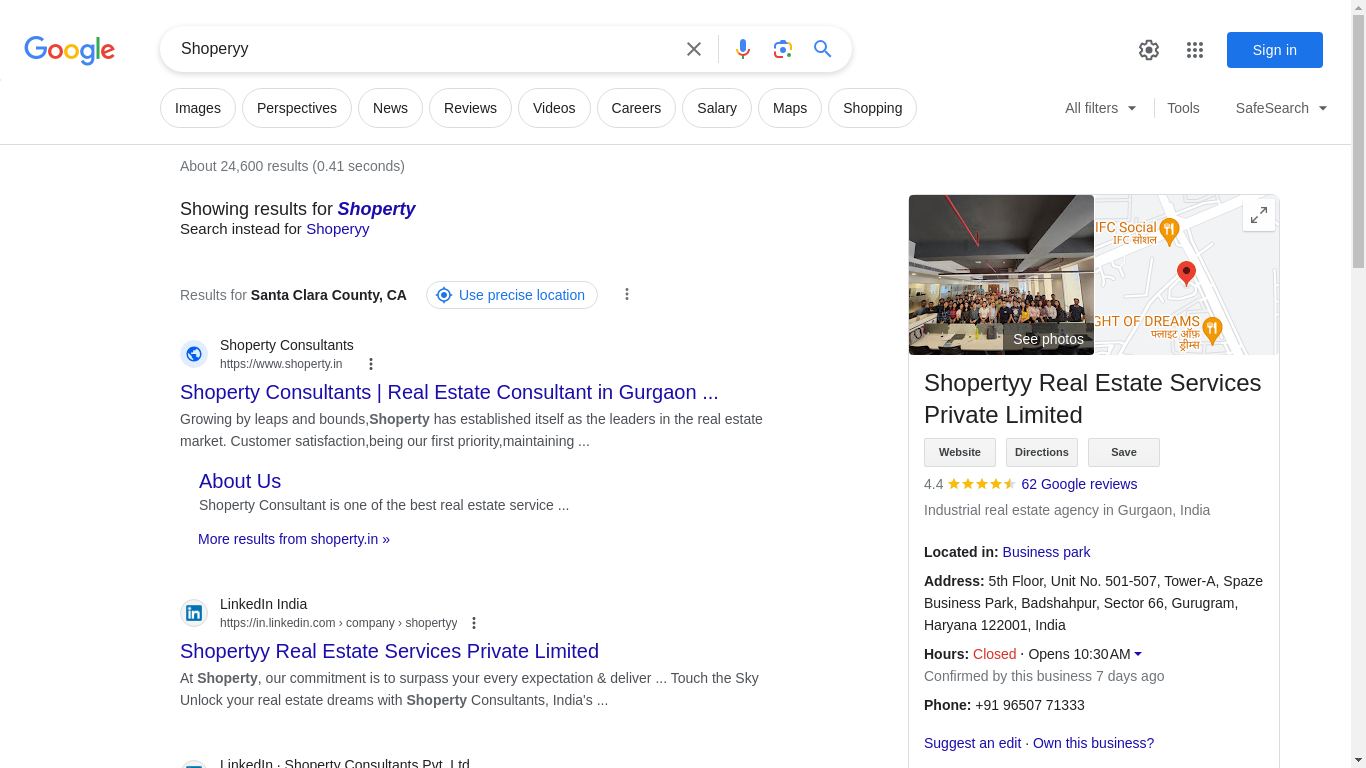 Google
Shoperyy
Sign in
Images
Perspectives
News
Reviews
Videos
Careers
Salary
Maps
Shopping
All filters
Tools
SafeSearch
About 24,600 results (0.41 seconds)
Showing results for Shoperty
Search instead for Shoperyy
Results for Santa Clara County, CA
Use precise location
Shoperty Consultants
https://www.shoperty.in
Shoperty Consultants | Real Estate Consultant in Gurgaon ...
Growing by leaps and bounds,Shoperty has established itself as the leaders in the real estate
market. Customer satisfaction,being our first priority,maintaining ...
About Us
Shoperty Consultant is one of the best real estate service ...
More results from shoperty.in »
LinkedIn India
https://in.linkedin.com › company › shopertyy
Shopertyy Real Estate Services Private Limited
At Shoperty, our commitment is to surpass your every expectation & deliver ... Touch the Sky
Unlock your real estate dreams with Shoperty Consultants, India's ...
LinkedIn · Shoperty Consultants Pvt. Ltd
See photos
IFC Social
IFC सोशल
GHT OF DREAMS
फ्लाइट ऑफ़
ड्रीम्स
Shopertyy Real Estate Services
Private Limited
Website
Directions
Save
4.4
62 Google reviews
Industrial real estate agency in Gurgaon, India
Located in: Business park
Address: 5th Floor, Unit No. 501-507, Tower-A, Spaze
Business Park, Badshahpur, Sector 66, Gurugram,
Haryana 122001, India
Hours: Closed · Opens 10:30 AM
Confirmed by this business 7 days ago
Phone: +91 96507 71333
Suggest an edit · Own this business?